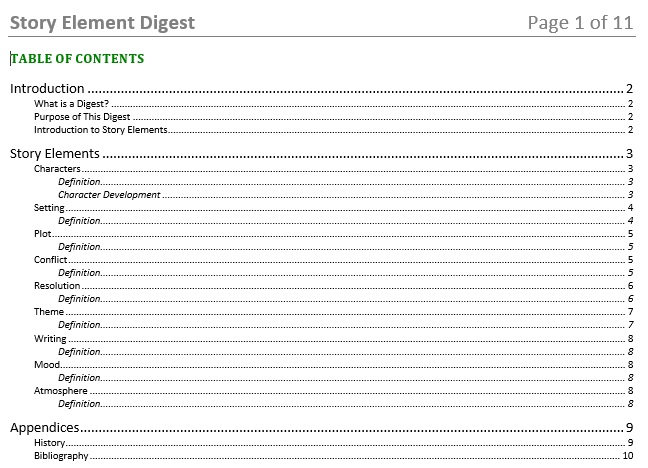 Story Element Digest Page 1 of 11
TABLE OF CONTENTS
Introduction 2
What is a Digest? 2
Purpose of This Digest 2
Introduction to Story Elements 2
Story Elements 3
Characters 3
Definition 3
Character Development 3
Setting 4
Definition 4
Plot 5
Definition 5
Conflict 5
Definition 5
Resolution 6
Definition 6
Theme 7
Definition 7
Writing 8
Definition 8
Mood 8
Definition 8
Atmosphere 8
Definition 8
Appendices 9
History 9
Bibliography 10